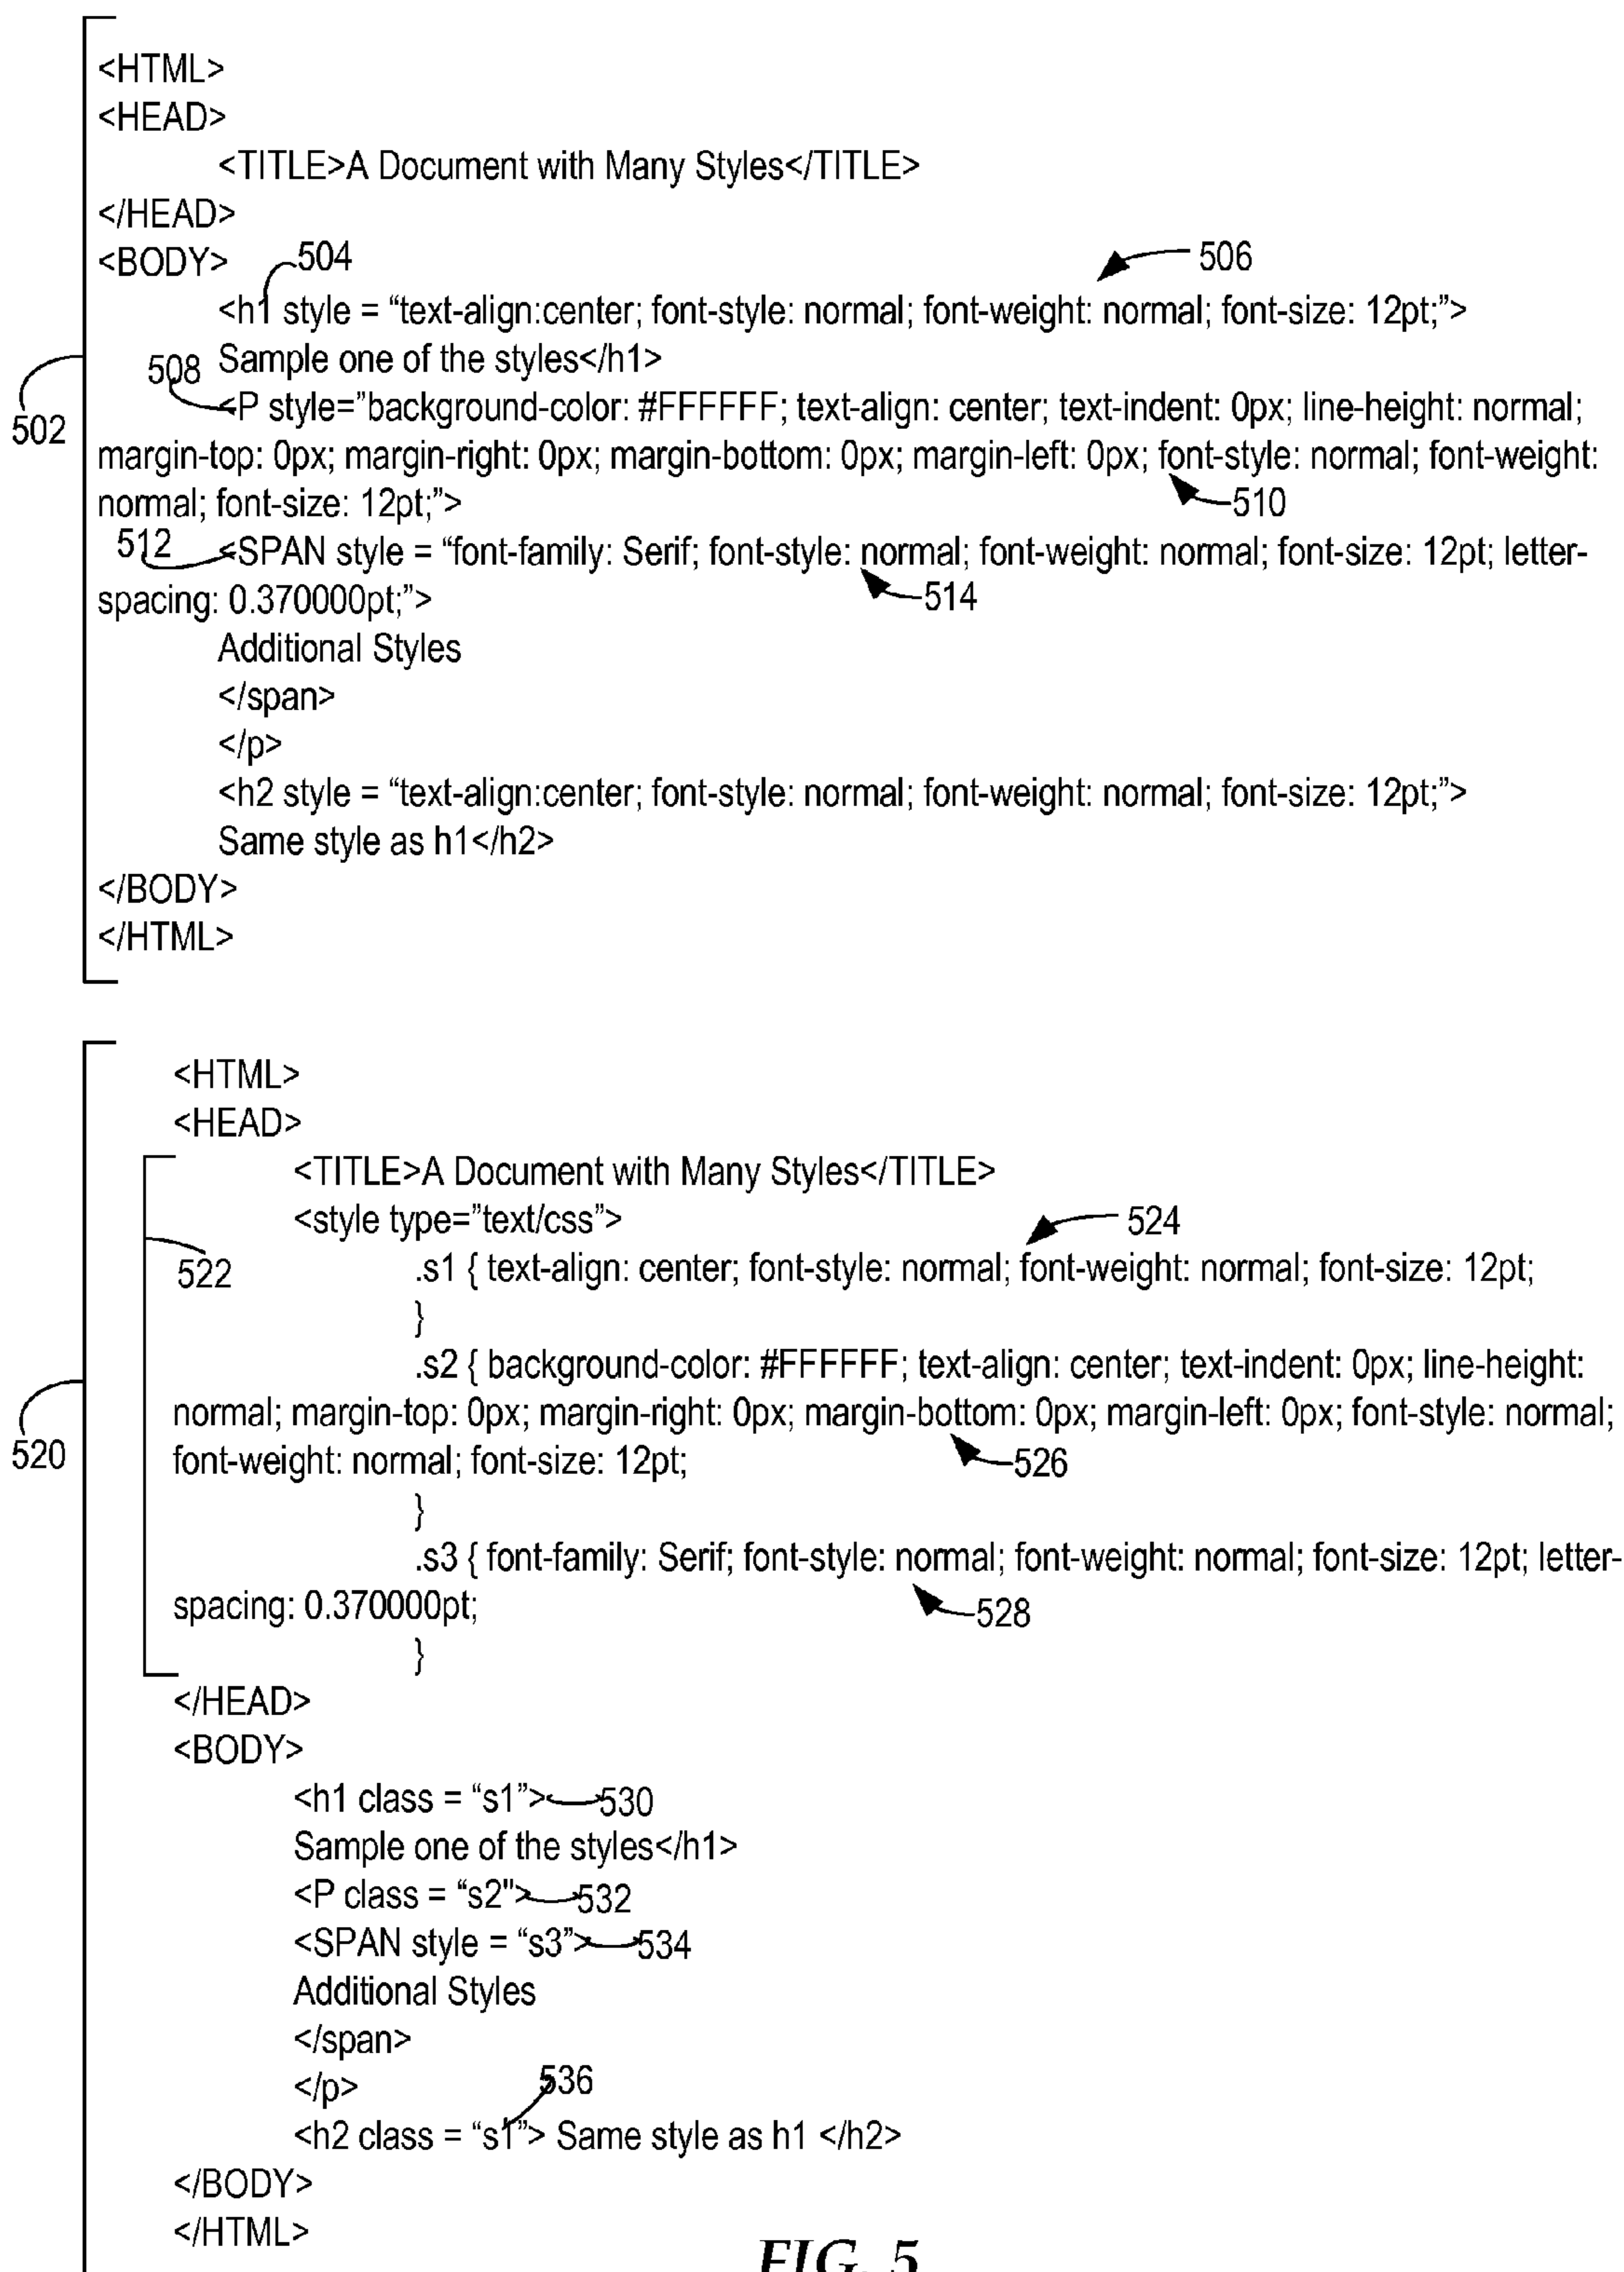 <HTML>
<HEAD>
<TITLE>A Document with Many Styles</TITLE>
</HEAD>
<BODY>
504
506
<h1 style = “text-align:center; font-style: normal; font-weight: normal; font-size: 12pt;”>
508
Sample one of the styles</h1>
502
<P style=”background-color: #FFFFFF; text-align: center; text-indent: 0px; line-height: normal;
margin-top: 0px; margin-right: 0px; margin-bottom: 0px; margin-left: 0px; font-style: normal; font-weight:
normal; font-size: 12pt;”>
510
512
<SPAN style = “font-family: Serif; font-style: normal; font-weight: normal; font-size: 12pt; letter-
spacing: 0.370000pt;”>
514
Additional Styles
</span>
</p>
<h2 style = “text-align:center; font-style: normal; font-weight: normal; font-size: 12pt;”>
Same style as h1</h2>
</BODY>
</HTML>
<HTML>
<HEAD>
<TITLE>A Document with Many Styles</TITLE>
<style type=”text/css”>
524
522
.s1 { text-align: center; font-style: normal; font-weight: normal; font-size: 12pt;
}
.s2 { background-color: #FFFFFF; text-align: center; text-indent: 0px; line-height:
normal; margin-top: 0px; margin-right: 0px; margin-bottom: 0px; margin-left: 0px; font-style: normal;
520
font-weight: normal; font-size: 12pt;
526
}
.s3 { font-family: Serif; font-style: normal; font-weight: normal; font-size: 12pt; letter-
spacing: 0.370000pt;
528
}
</HEAD>
<BODY>
<h1 class = “s1”>
530
Sample one of the styles</h1>
<P class = “s2">
532
<SPAN style = “s3”>
534
Additional Styles
</span>
</p>
536
<h2 class = “s1”> Same style as h1 </h2>
</BODY>
</HTML>
FIG. 5